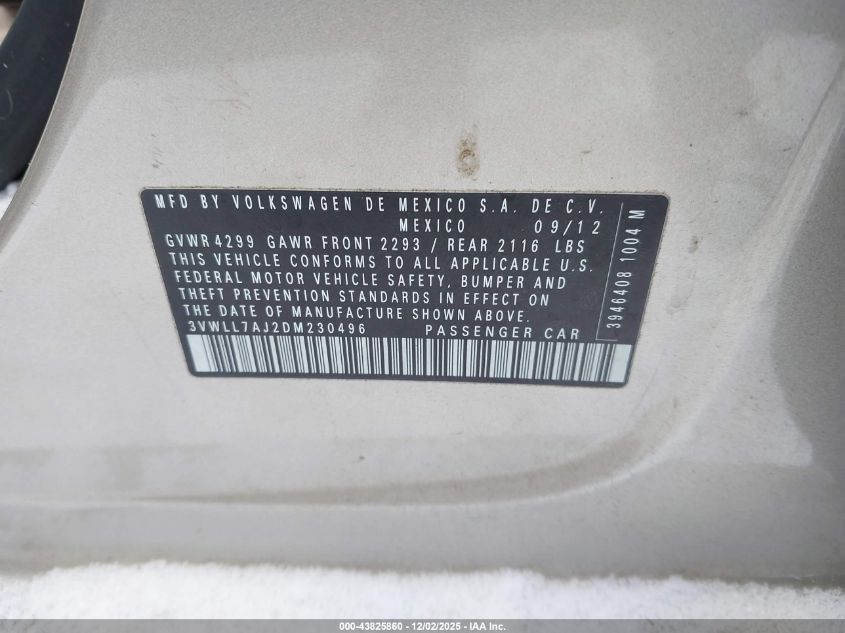 MFD BY VOLKSWAGEN DE MEXICO S.A. DE C.V.
MEXICO 09/12
GVWR 4299 GAWR FRONT 2293 / REAR 2116 LBS
THIS VEHICLE CONFORMS TO ALL APPLICABLE U.S.
FEDERAL MOTOR VEHICLE SAFETY, BUMPER AND
THEFT PREVENTION STANDARDS IN EFFECT ON
THE DATE OF MANUFACTURE SHOWN ABOVE.
3VWLL7AJ2DM230496 PASSENGER CAR
3946408 1004 M
000-43825860 - 12/02/2025 - IAA Inc.